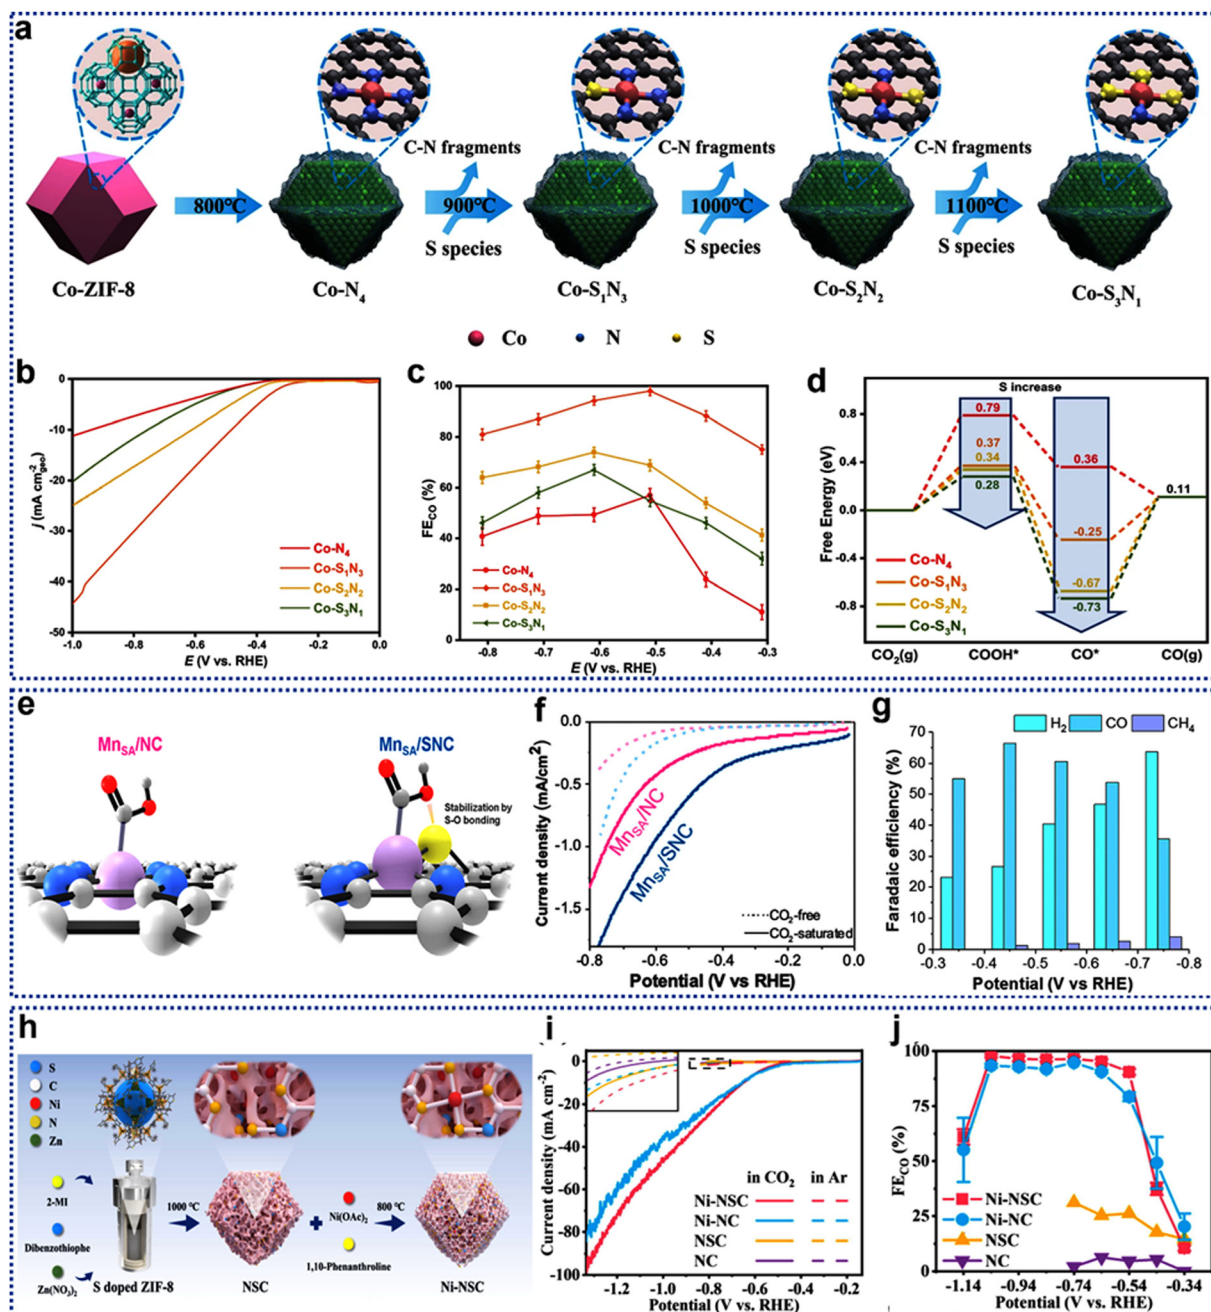 a
C-N fragments
C-N fragments
C-N fragments
800°C
900°C
1000°C
1100°C
S species
S species
S species
Co-ZIF-8
Co-N4
Co-S1N3
Co-S2N2
Co-S3N1
Co
N
S
b
0
-10
-20
-30
-40
-50
j (mA cm-2geo)
Co-N4
Co-S1N3
Co-S2N2
Co-S3N1
-1.0
-0.8
-0.6
-0.4
-0.2
0.0
E (V vs. RHE)
c
100
80
60
40
20
0
FECO (%)
Co-N4
Co-S1N3
Co-S2N2
Co-S3N1
-0.8
-0.7
-0.6
-0.5
-0.4
-0.3
E (V vs. RHE)
d
S increase
0.8
0.4
0.0
-0.4
-0.8
Free Energy (eV)
0.79
0.37
0.34
0.28
0.36
-0.25
-0.67
-0.73
0.11
Co-N4
Co-S1N3
Co-S2N2
Co-S3N1
CO2(g)
COOH*
CO*
CO(g)
e
MnSA/NC
MnSA/SNC
Stabilization by
S-O bonding
f
0.0
-0.5
-1.0
-1.5
Current density (mA/cm2)
MnSA/NC
MnSA/SNC
CO2-free
CO2-saturated
-0.8
-0.6
-0.4
-0.2
0.0
Potential (V vs RHE)
g
H2
CO
CH4
70
60
50
40
30
20
10
0
Faradaic efficiency (%)
-0.3
-0.4
-0.5
-0.6
-0.7
-0.8
Potential (V vs RHE)
h
S
C
Ni
N
Zn
2-MI
Dibenzothiophe
Zn(NO3)2
S doped ZIF-8
1000 ℃
NSC
Ni(OAc)2
1,10-Phenanthroline
800 ℃
Ni-NSC
i
0
-20
-40
-60
-80
-100
Current density (mA cm-2)
in CO2
in Ar
Ni-NSC
Ni-NC
NSC
NC
-1.2
-1.0
-0.8
-0.6
-0.4
-0.2
Potential (V vs. RHE)
j
100
75
50
25
0
FECO (%)
Ni-NSC
Ni-NC
NSC
NC
-1.14
-0.94
-0.74
-0.54
-0.34
Potential (V vs. RHE)